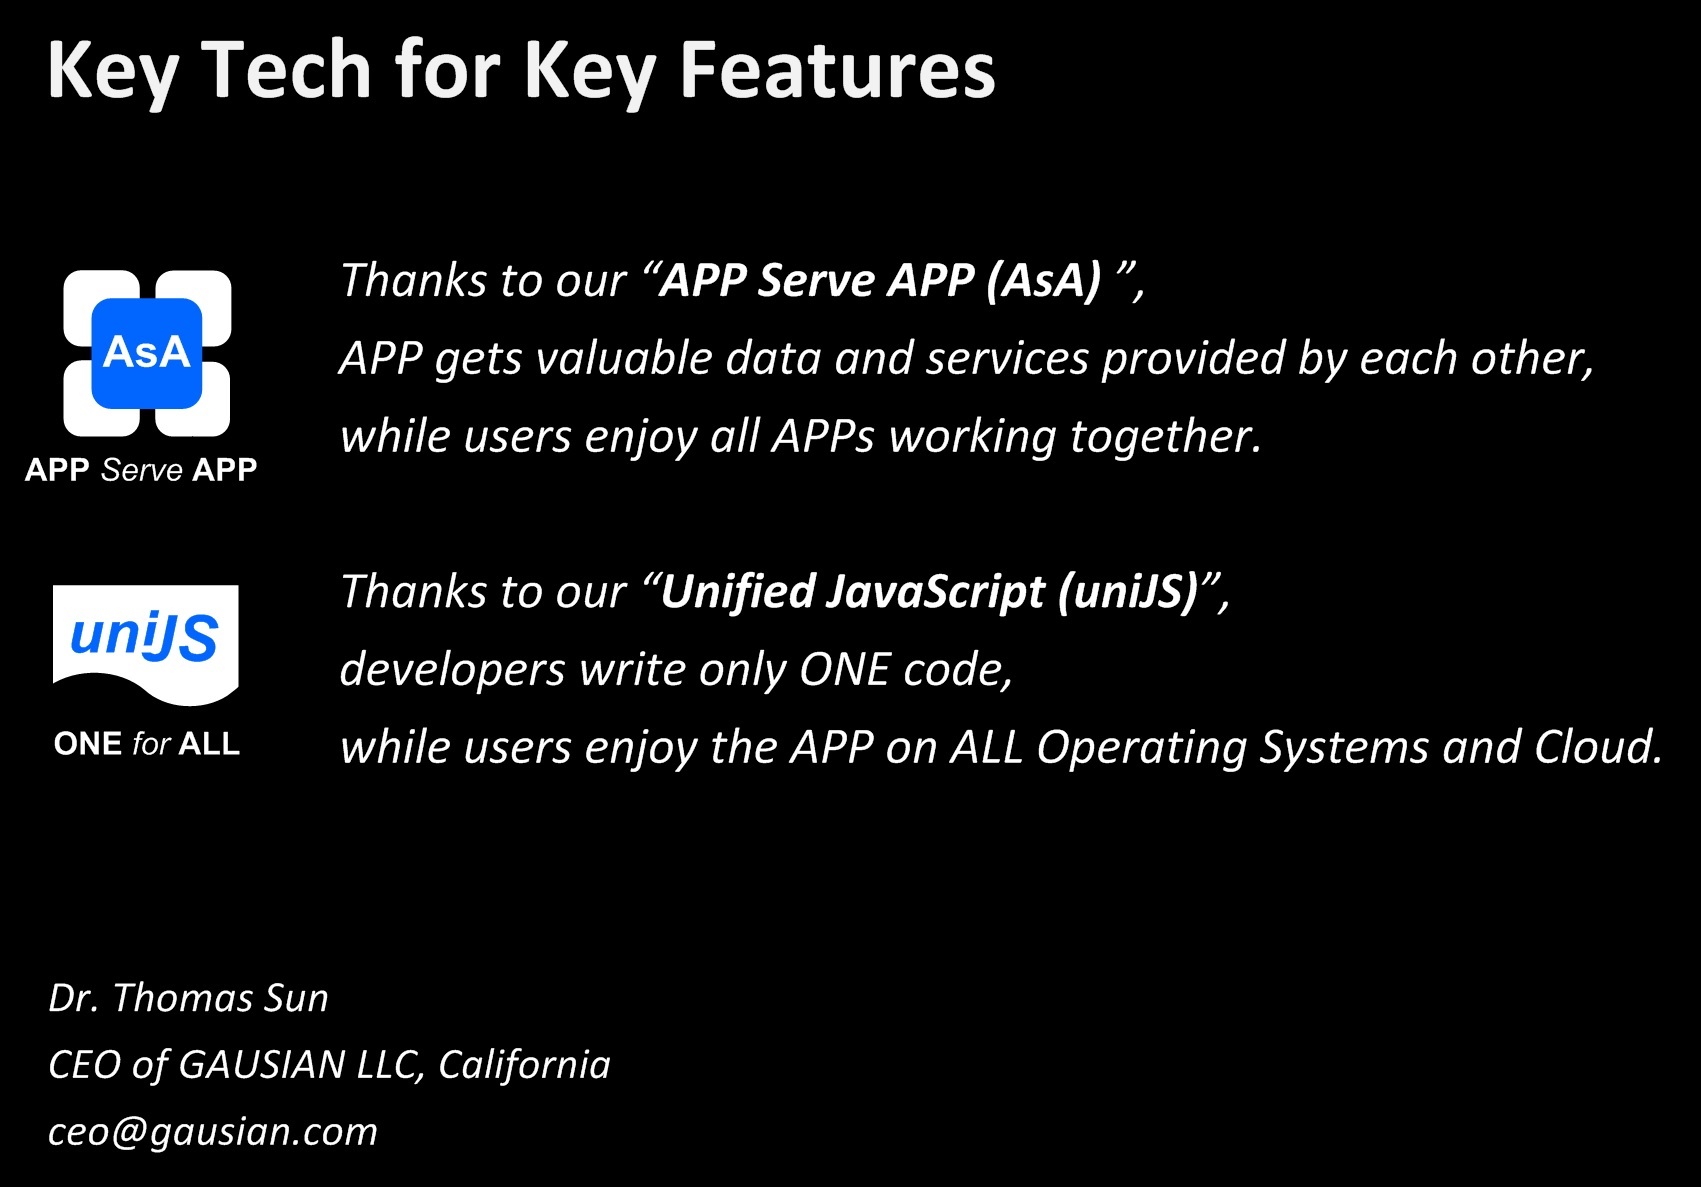 Key Tech for Key Features
AsA
APP Serve APP
Thanks to our “APP Serve APP (AsA) ”,
APP gets valuable data and services provided by each other,
while users enjoy all APPs working together.
uniJS
ONE for ALL
Thanks to our “Unified JavaScript (uniJS)”,
developers write only ONE code,
while users enjoy the APP on ALL Operating Systems and Cloud.
Dr. Thomas Sun
CEO of GAUSIAN LLC, California
ceo@gausian.com